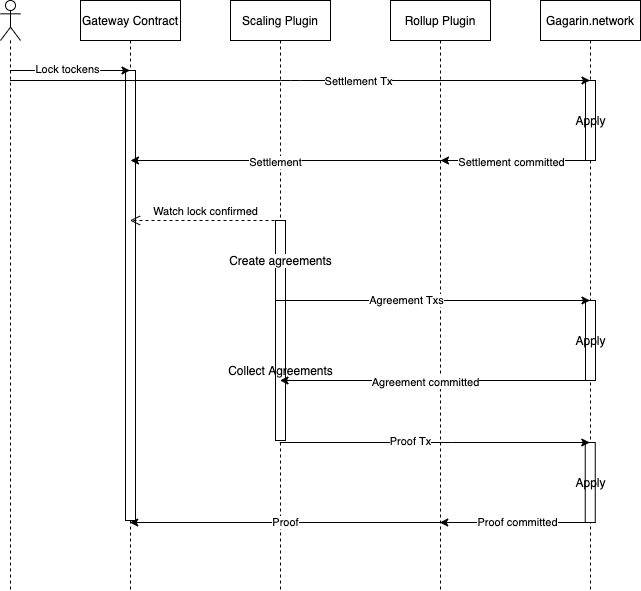 Gateway Contract
Scaling Plugin
Rollup Plugin
Gagarin.network
Lock tockens
Settlement Tx
Apply
Settlement
Settlement committed
Watch lock confirmed
Create agreements
Agreement Txs
Apply
Collect Agreements
Agreement committed
Proof Tx
Apply
Proof
Proof committed